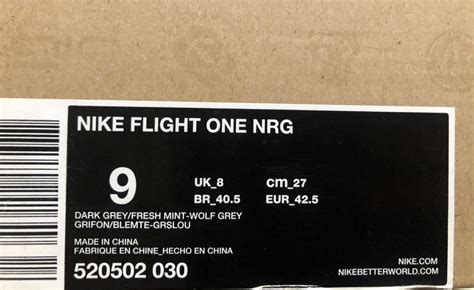 NIKE FLIGHT ONE NRG
9
UK_8 cm_27
BR_40.5 EUR_42.5
DARK GREY/FRESH MINT-WOLF GREY
GRIFON/BLEMTE-GRSLOU
MADE IN CHINA
FABRIQUE EN CHINE_HECHO EN CHINA
520502 030
NIKE.COM
NIKEBETTERWORLD.COM